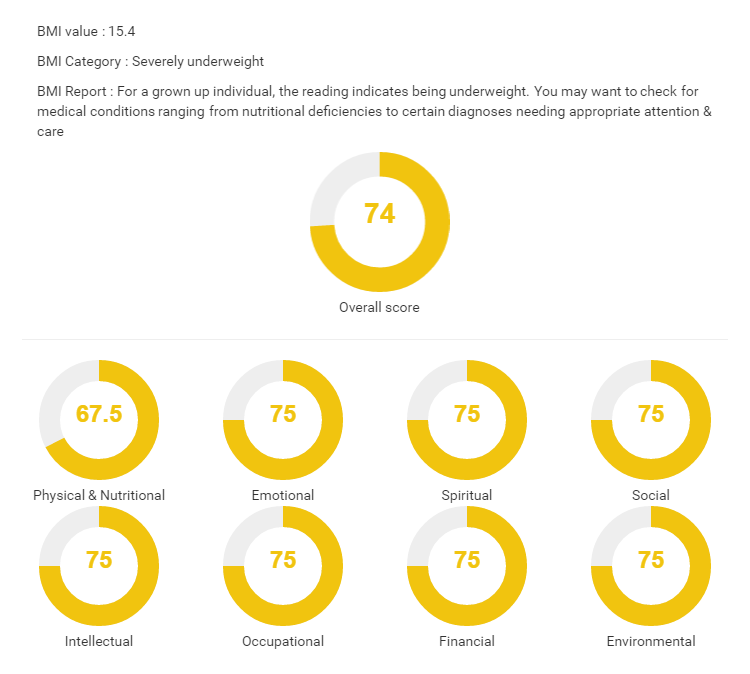 BMI value : 15.4
BMI Category : Severely underweight
BMI Report : For a grown up individual, the reading indicates being underweight. You may want to check for
medical conditions ranging from nutritional deficiencies to certain diagnoses needing appropriate attention &
care
74
Overall score
67.5 75 75 75
Physical & Nutritional Emotional Spiritual Social
75 75 75 75
Intellectual Occupational Financial Environmental